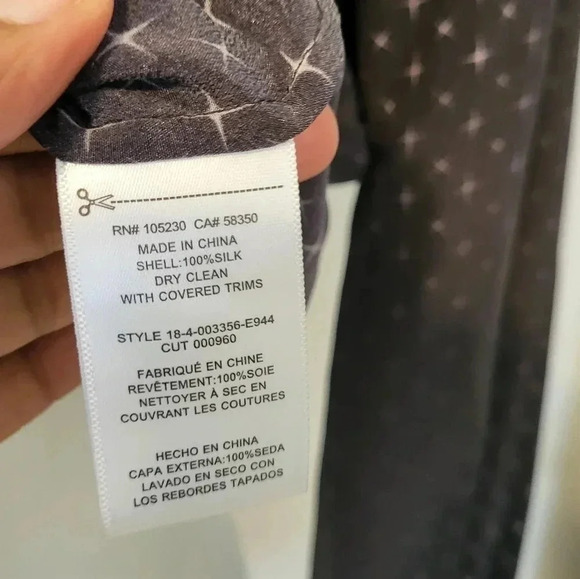 RN# 105230 CA# 58350
MADE IN CHINA
SHELL:100%SILK
DRY CLEAN
WITH COVERED TRIMS
STYLE 18-4-003356-E944
CUT 000960
FABRIQUÉ EN CHINE
REVÊTEMENT:100%SOIE
NETTOYER À SEC EN
COUVRANT LES COUTURES
HECHO EN CHINA
CAPA EXTERNA:100%SEDA
LAVADO EN SECO CON
LOS REBORDES TAPADOS